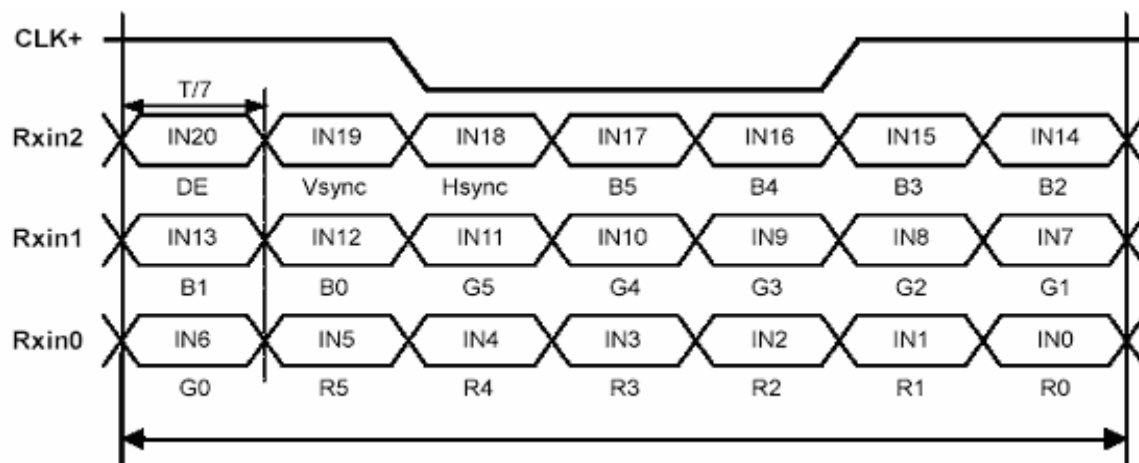 CLK+
T/7
Rxin2 IN20 IN19 IN18 IN17 IN16 IN15 IN14
DE Vsync Hsync B5 B4 B3 B2
Rxin1 IN13 IN12 IN11 IN10 IN9 IN8 IN7
B1 B0 G5 G4 G3 G2 G1
Rxin0 IN6 IN5 IN4 IN3 IN2 IN1 IN0
G0 R5 R4 R3 R2 R1 R0